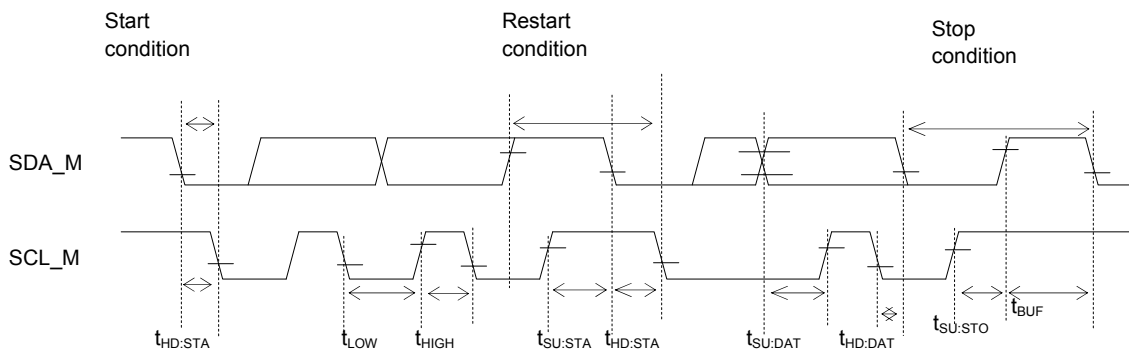 Start
condition
Restart
condition
Stop
condition
SDA_M
SCL_M
tHD:STA
tLOW
tHIGH
tSU:STA
tHD:STA
tSU:DAT
tHD:DAT
tSU:STO
tBUF